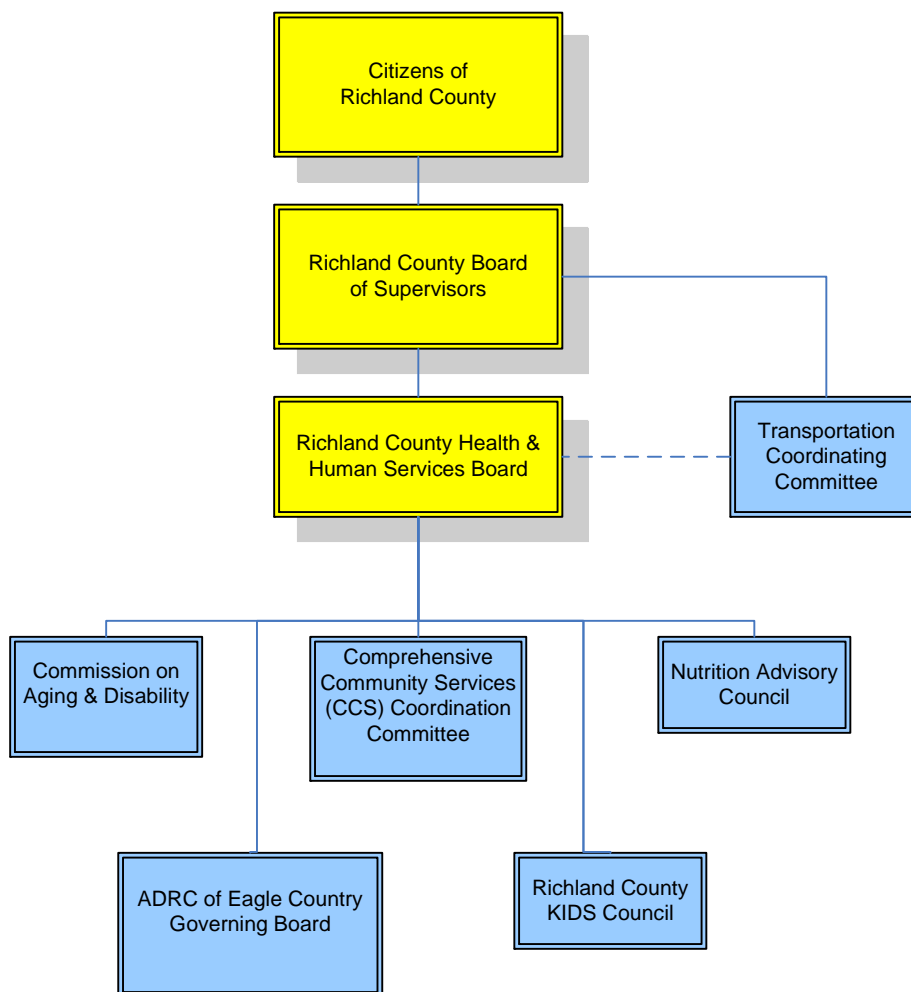 Citizens of
Richland County
Richland County Board
of Supervisors
Richland County Health &
Human Services Board
Transportation
Coordinating
Committee
Commission on
Aging & Disability
Comprehensive
Community Services
(CCS) Coordination
Committee
Nutrition Advisory
Council
ADRC of Eagle Country
Governing Board
Richland County
KIDS Council